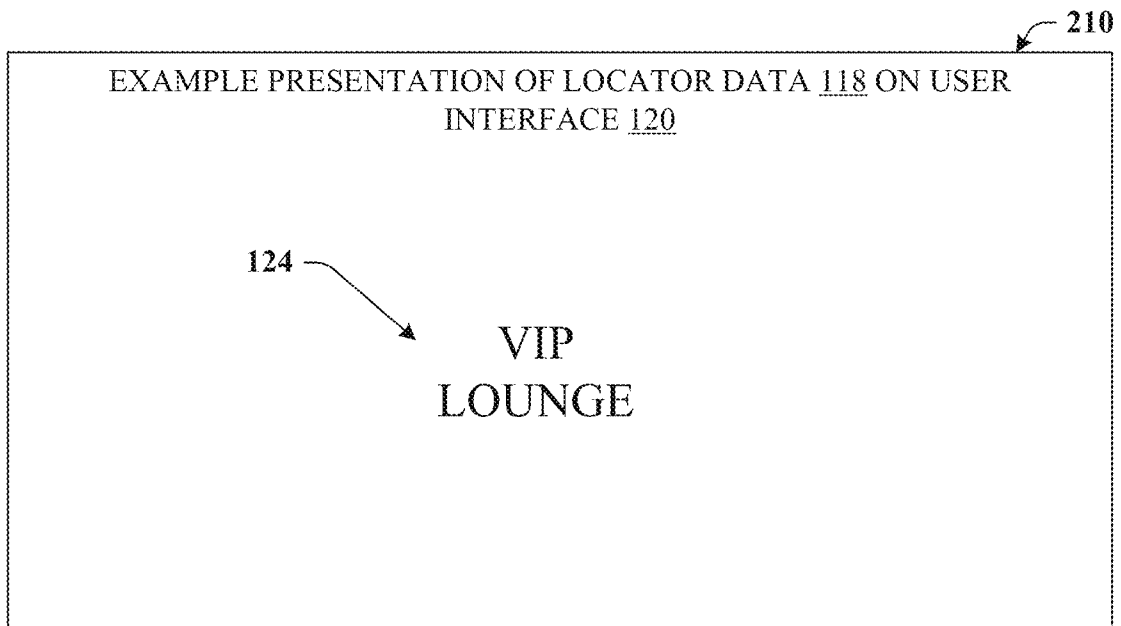 210
EXAMPLE PRESENTATION OF LOCATOR DATA 118 ON USER
INTERFACE 120
124
VIP
LOUNGE